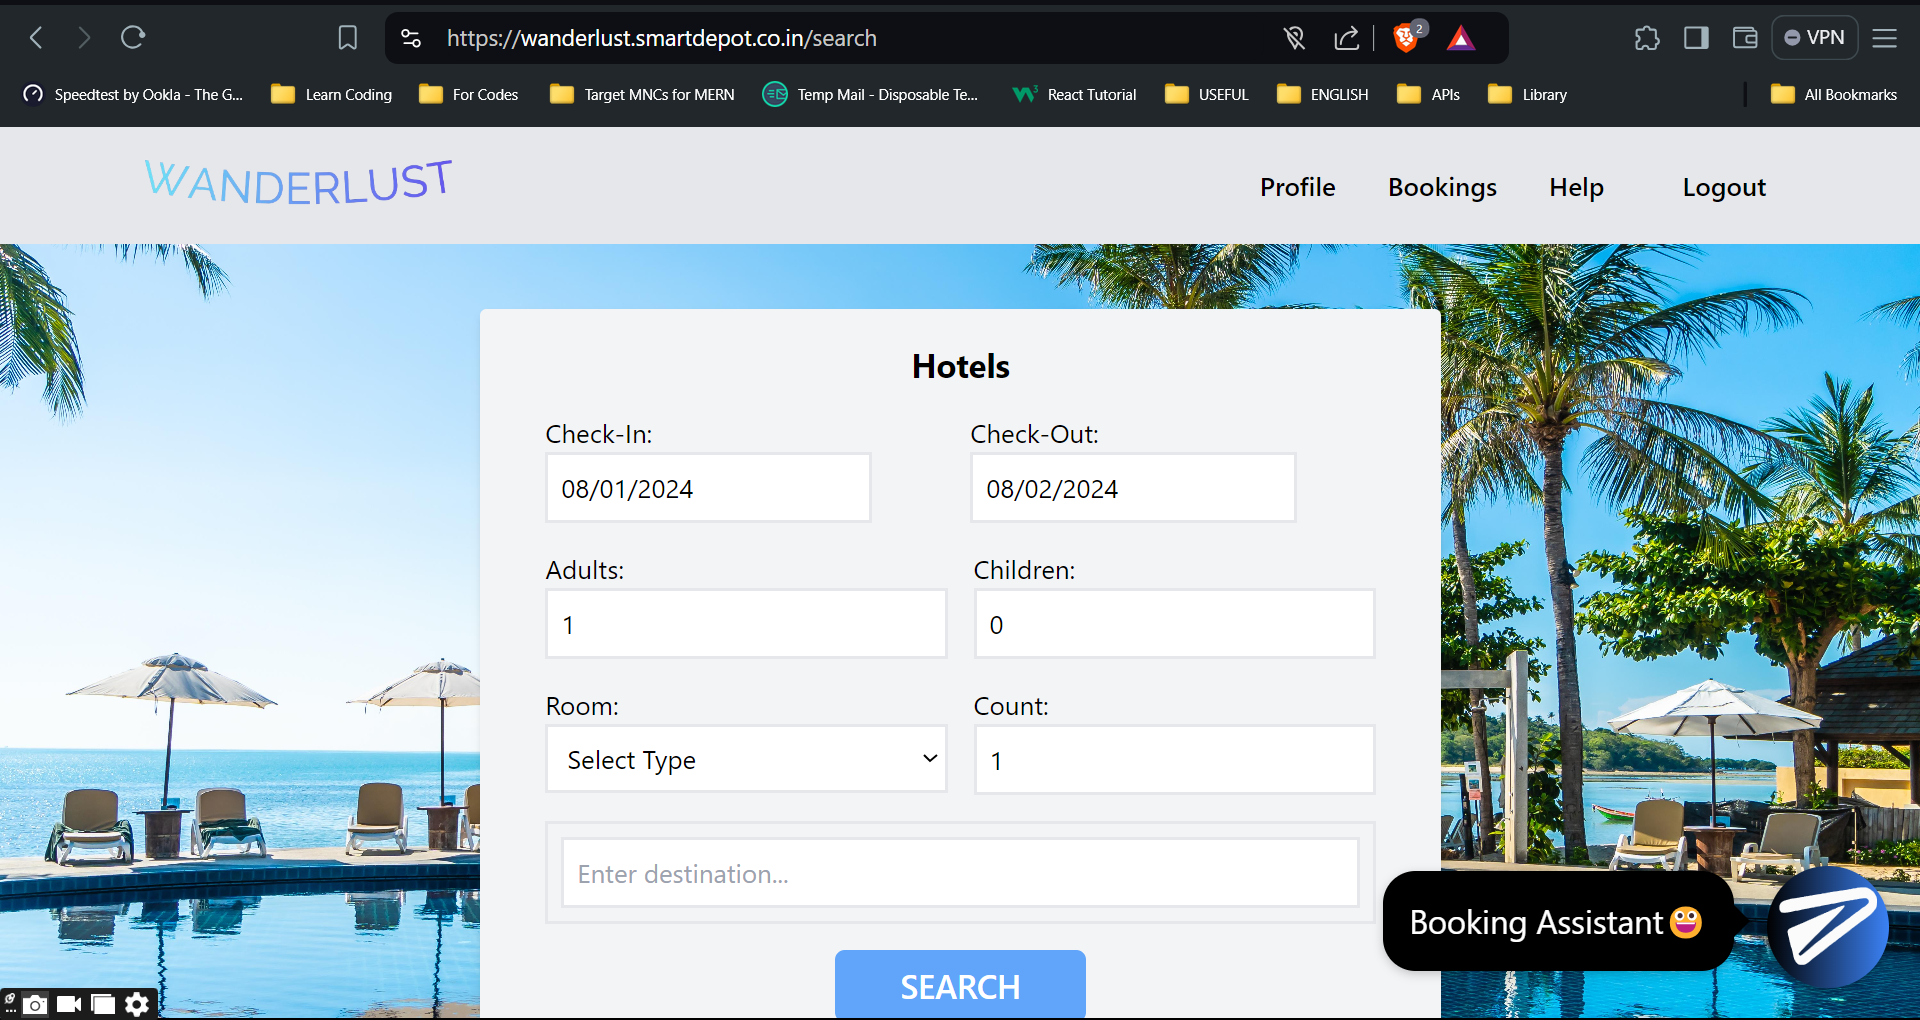 https://wanderlust.smartdepot.co.in/search
2
VPN
Speedtest by Ookla - The G...
Learn Coding
For Codes
Target MNCs for MERN
Temp Mail - Disposable Te...
React Tutorial
USEFUL
ENGLISH
APIs
Library
All Bookmarks
WANDERLUST
Profile
Bookings
Help
Logout
Hotels
Check-In:
Check-Out:
08/01/2024
08/02/2024
Adults:
Children:
1
0
Room:
Count:
Select Type
1
Enter destination...
Booking Assistant😀
SEARCH